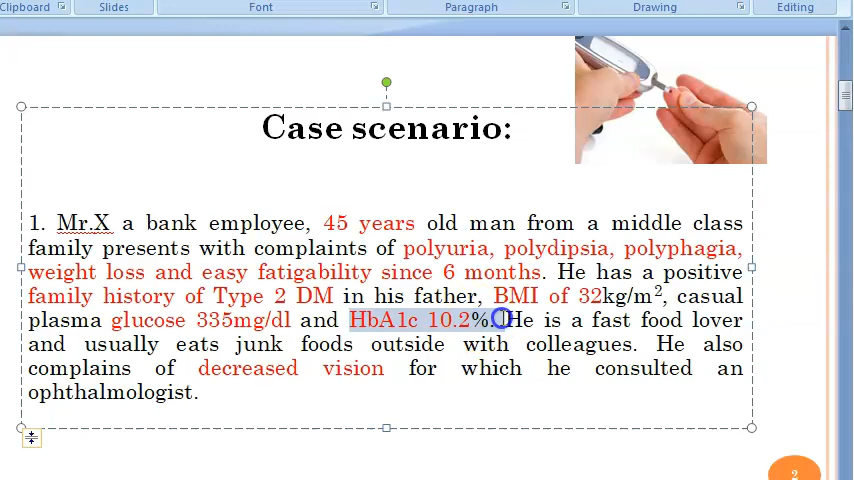 Clipboard Slides Font Paragraph Drawing Editing
Case scenario:
1. Mr.X a bank employee, 45 years old man from a middle class
family presents with complaints of polyuria, polydipsia, polyphagia,
weight loss and easy fatigability since 6 months. He has a positive
family history of Type 2 DM in his father, BMI of 32kg/m², casual
plasma glucose 335mg/dl and HbA1c 10.2%. He is a fast food lover
and usually eats junk foods outside with colleagues. He also
complains of decreased vision for which he consulted an
ophthalmologist.
2